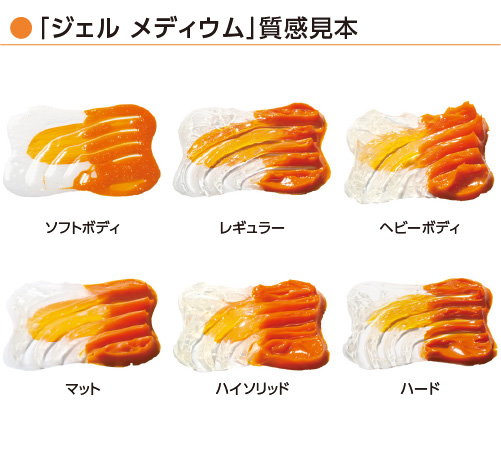 ●「ジェル メディウム」質感見本
ソフトボディ
レギュラー
ヘビーボディ
マット
ハイソリッド
ハード